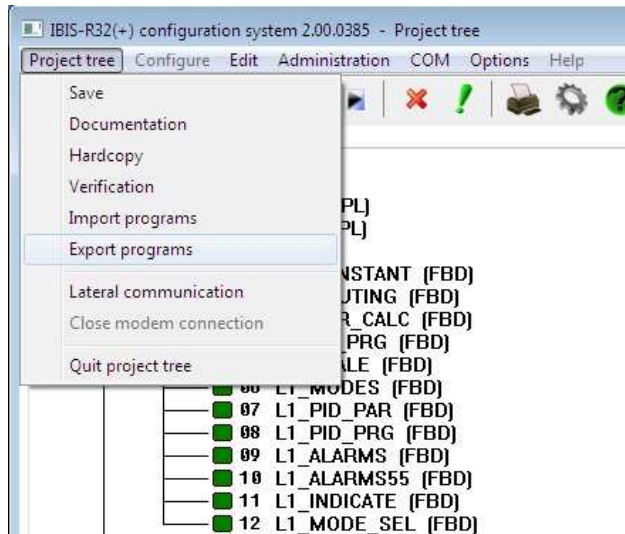 IBIS-R32(+) configuration system 2.00.0385 - Project tree
Project tree Configure Edit Administration COM Options Help
Save
Documentation
Hardcopy
Verification
Import programs
Export programs
Lateral communication
Close modem connection
Quit project tree
PL)
PL)
NSTANT (FBD)
UTING (FBD)
R_CALC (FBD)
PRG (FBD)
ALE (FBD)
06 L1_MODES (FBD)
07 L1_PID_PAR (FBD)
08 L1_PID_PRG (FBD)
09 L1_ALARMS (FBD)
10 L1_ALARMS55 (FBD)
11 L1_INDICATE (FBD)
12 L1_MODE_SEL (FBD)